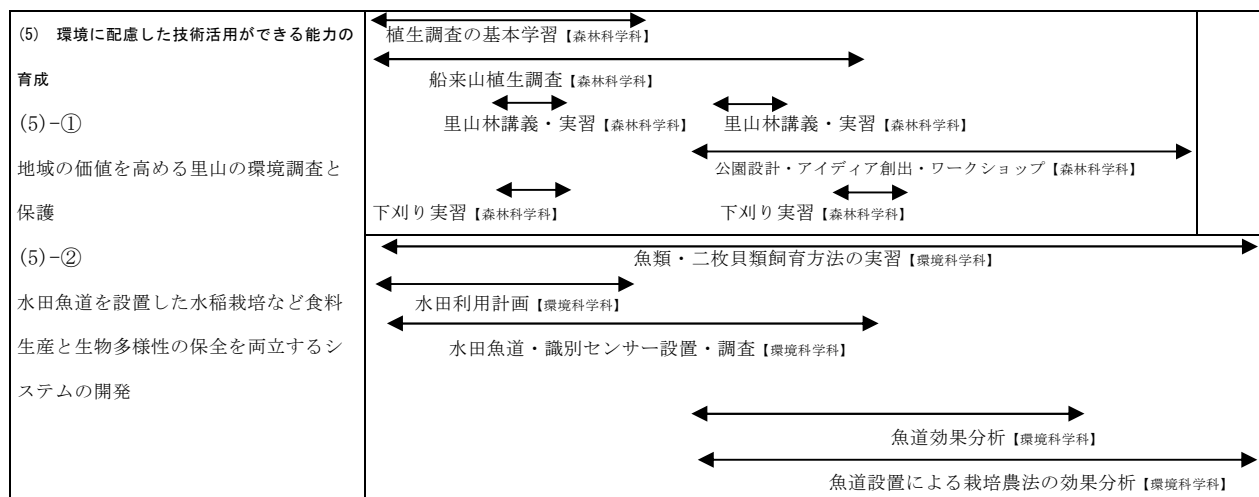 (5) 環境に配慮した技術活用ができる能力の
育成
(5)-①
地域の価値を高める里山の環境調査と
保護
(5)-②
水田魚道を設置した水稲栽培など食料
生産と生物多様性の保全を両立するシ
ステムの開発
植生調査の基本学習【森林科学科】
船来山植生調査【森林科学科】
里山林講義・実習【森林科学科】 里山林講義・実習【森林科学科】
公園設計・アイディア創出・ワークショップ【森林科学科】
下刈り実習【森林科学科】 下刈り実習【森林科学科】
魚類・二枚貝類飼育方法の実習【環境科学科】
水田利用計画【環境科学科】
水田魚道・識別センサー設置・調査【環境科学科】
魚道効果分析【環境科学科】
魚道設置による栽培農法の効果分析【環境科学科】